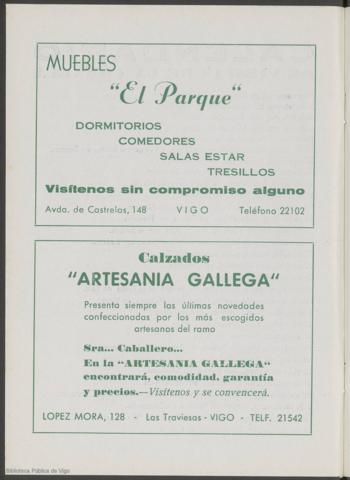 MUEBLES
"El Parque"
DORMITORIOS
COMEDORES
SALAS ESTAR
TRESILLOS
Visítenos sin compromiso alguno
Avda. de Castrelos, 148 VIGO Teléfono 22102
Calzados
"ARTESANIA GALLEGA"
Presenta siempre las últimas novedades
confeccionadas por los más escogidos
artesanos del ramo
Sra... Caballero...
En la "ARTESANIA GALLEGA"
encontrará, comodidad, garantía
y precios.—Visítenos y se convencerá.
LOPEZ MORA, 128 - Las Traviesas - VIGO - TELF. 21542
Biblioteca Pública de Vigo